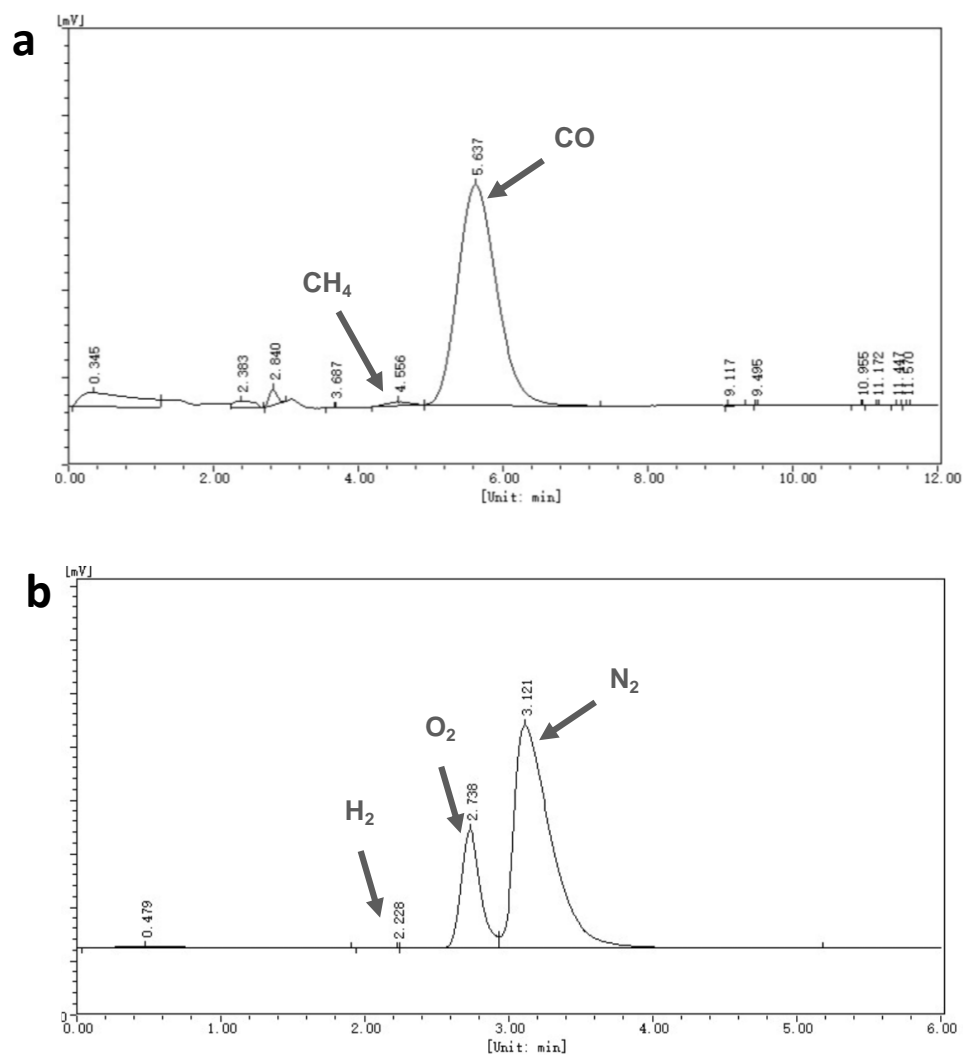 a
[mV]
CO
CH₄
0.345
2.383
2.840
3.687
4.556
5.637
9.117
9.495
10.955
11.172
11.447
11.570
0.00 2.00 4.00 6.00 8.00 10.00 12.00
[Unit: min]
b
[mV]
N₂
O₂
H₂
0.479
2.228
2.738
3.121
0
0.00 1.00 2.00 3.00 4.00 5.00 6.00
[Unit: min]